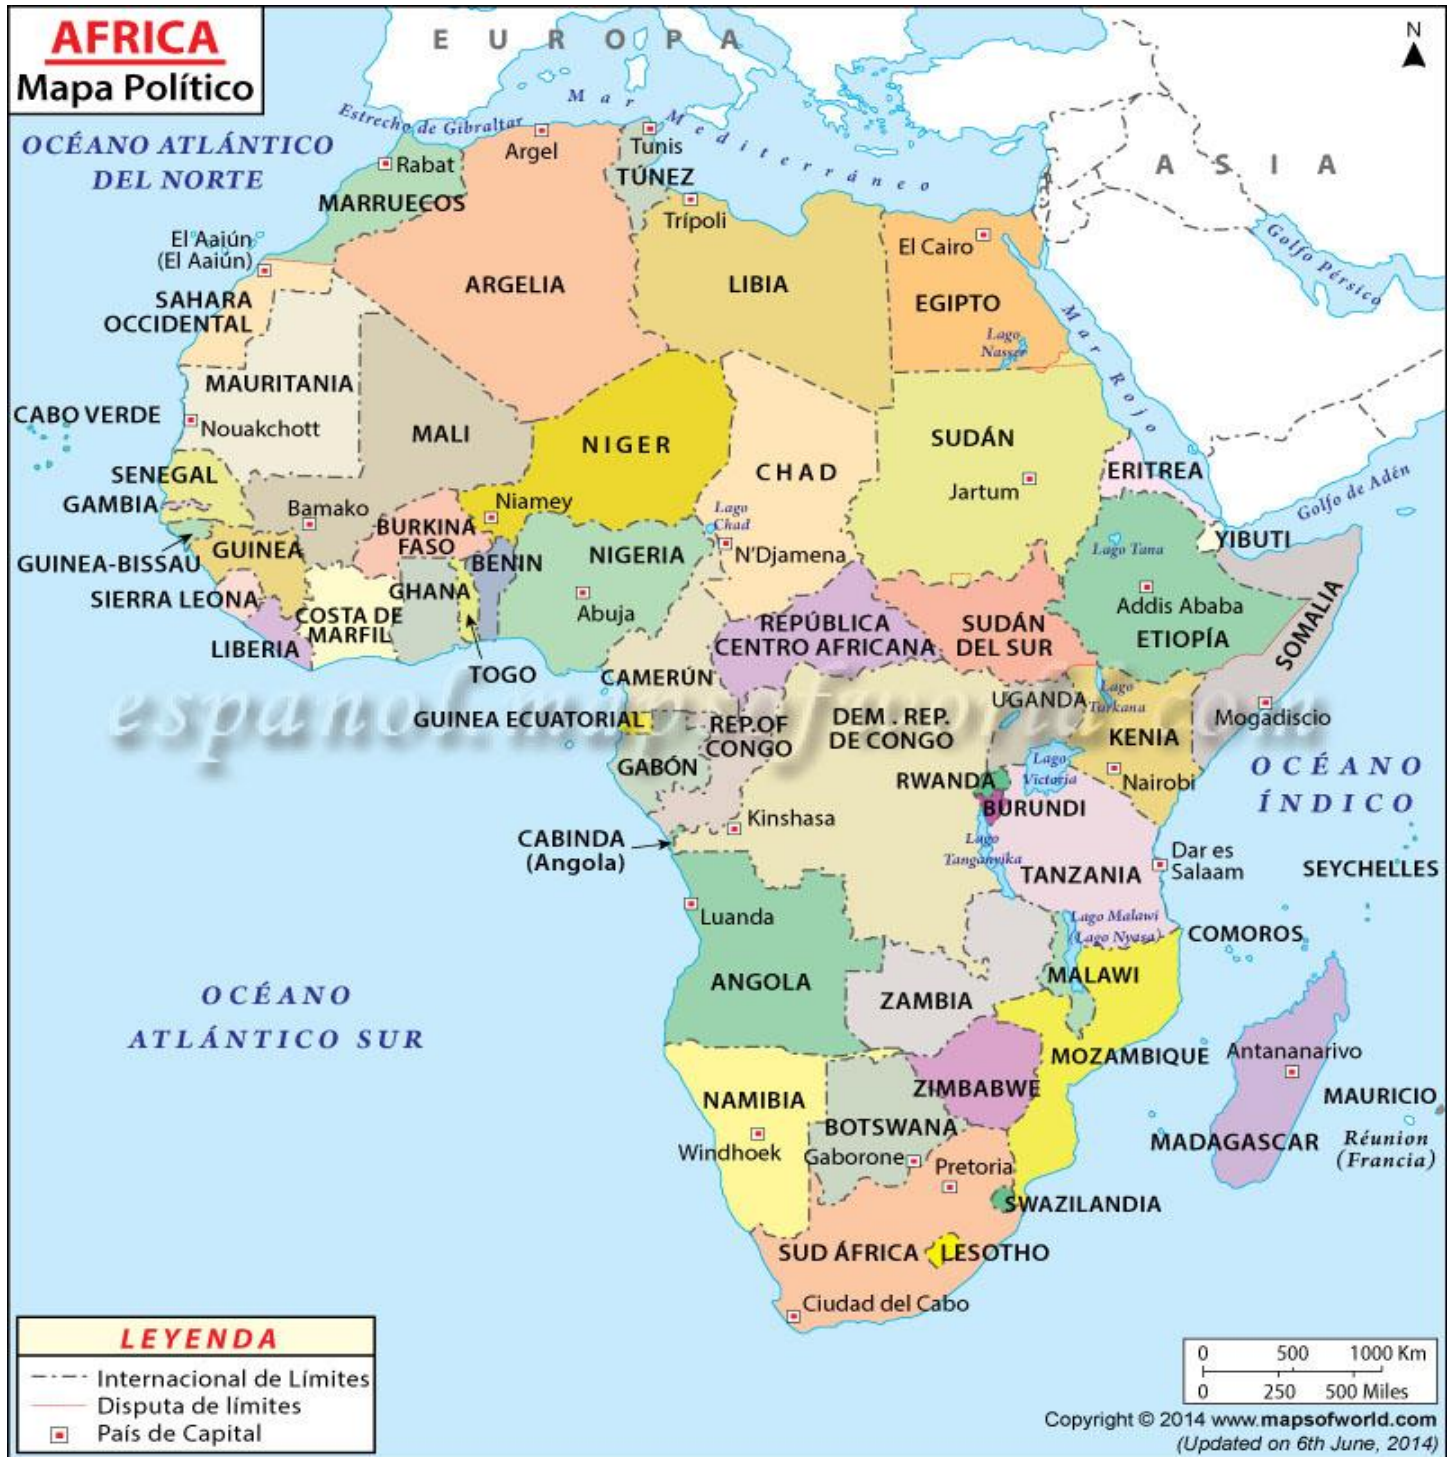 AFRICA
Mapa Político
EUROPA
N
ASIA
Estrecho de Gibraltar
Mar Mediterráneo
OCÉANO ATLÁNTICO
DEL NORTE
Rabat
Argel
Tunis
TÚNEZ
MARRUECOS
Trípoli
El Cairo
Golfo Pérsico
El Aaiún
(El Aaiún)
SAHARA
OCCIDENTAL
ARGELIA
LIBIA
EGIPTO
Lago
Nasser
Mar Rojo
MAURITANIA
Nouakchott
CABO VERDE
MALI
NIGER
CHAD
SUDÁN
Jartum
ERITREA
Golfo de Adén
SENEGAL
GAMBIA
Bamako
Niamey
BURKINA
FASO
Lago
Chad
N'Djamena
Lago Tana
YIBUTI
GUINEA-BISSAU
GUINEA
BENIN
NIGERIA
Abuja
SIERRA LEONA
GHANA
COSTA DE
MARFIL
LIBERIA
TOGO
CAMERÚN
REPÚBLICA
CENTRO AFRICANA
SUDÁN
DEL SUR
Addis Ababa
ETIOPÍA
SOMALIA
espanol.mapsofworld.com
GUINEA ECUATORIAL
GABÓN
REP.OF
CONGO
DEM . REP.
DE CONGO
UGANDA
Lago
Turkana
KENIA
Nairobi
Mogadiscio
Lago
Victoria
RWANDA
BURUNDI
OCÉANO
ÍNDICO
CABINDA
(Angola)
Kinshasa
Lago
Tanganyika
TANZANIA
Dar es
Salaam
SEYCHELLES
Luanda
ANGOLA
ZAMBIA
Lago Malawi
(Lago Nyasa)
MALAWI
COMOROS
OCÉANO
ATLÁNTICO SUR
MOZAMBIQUE
Antananarivo
ZIMBABWE
NAMIBIA
Windhoek
BOTSWANA
Gaborone
Pretoria
MADAGASCAR
MAURICIO
Réunion
(Francia)
SWAZILANDIA
SUD ÁFRICA
LESOTHO
Ciudad del Cabo
LEYENDA
Internacional de Límites
Disputa de límites
País de Capital
0 500 1000 Km
0 250 500 Miles
Copyright © 2014 www.mapsofworld.com
(Updated on 6th June, 2014)